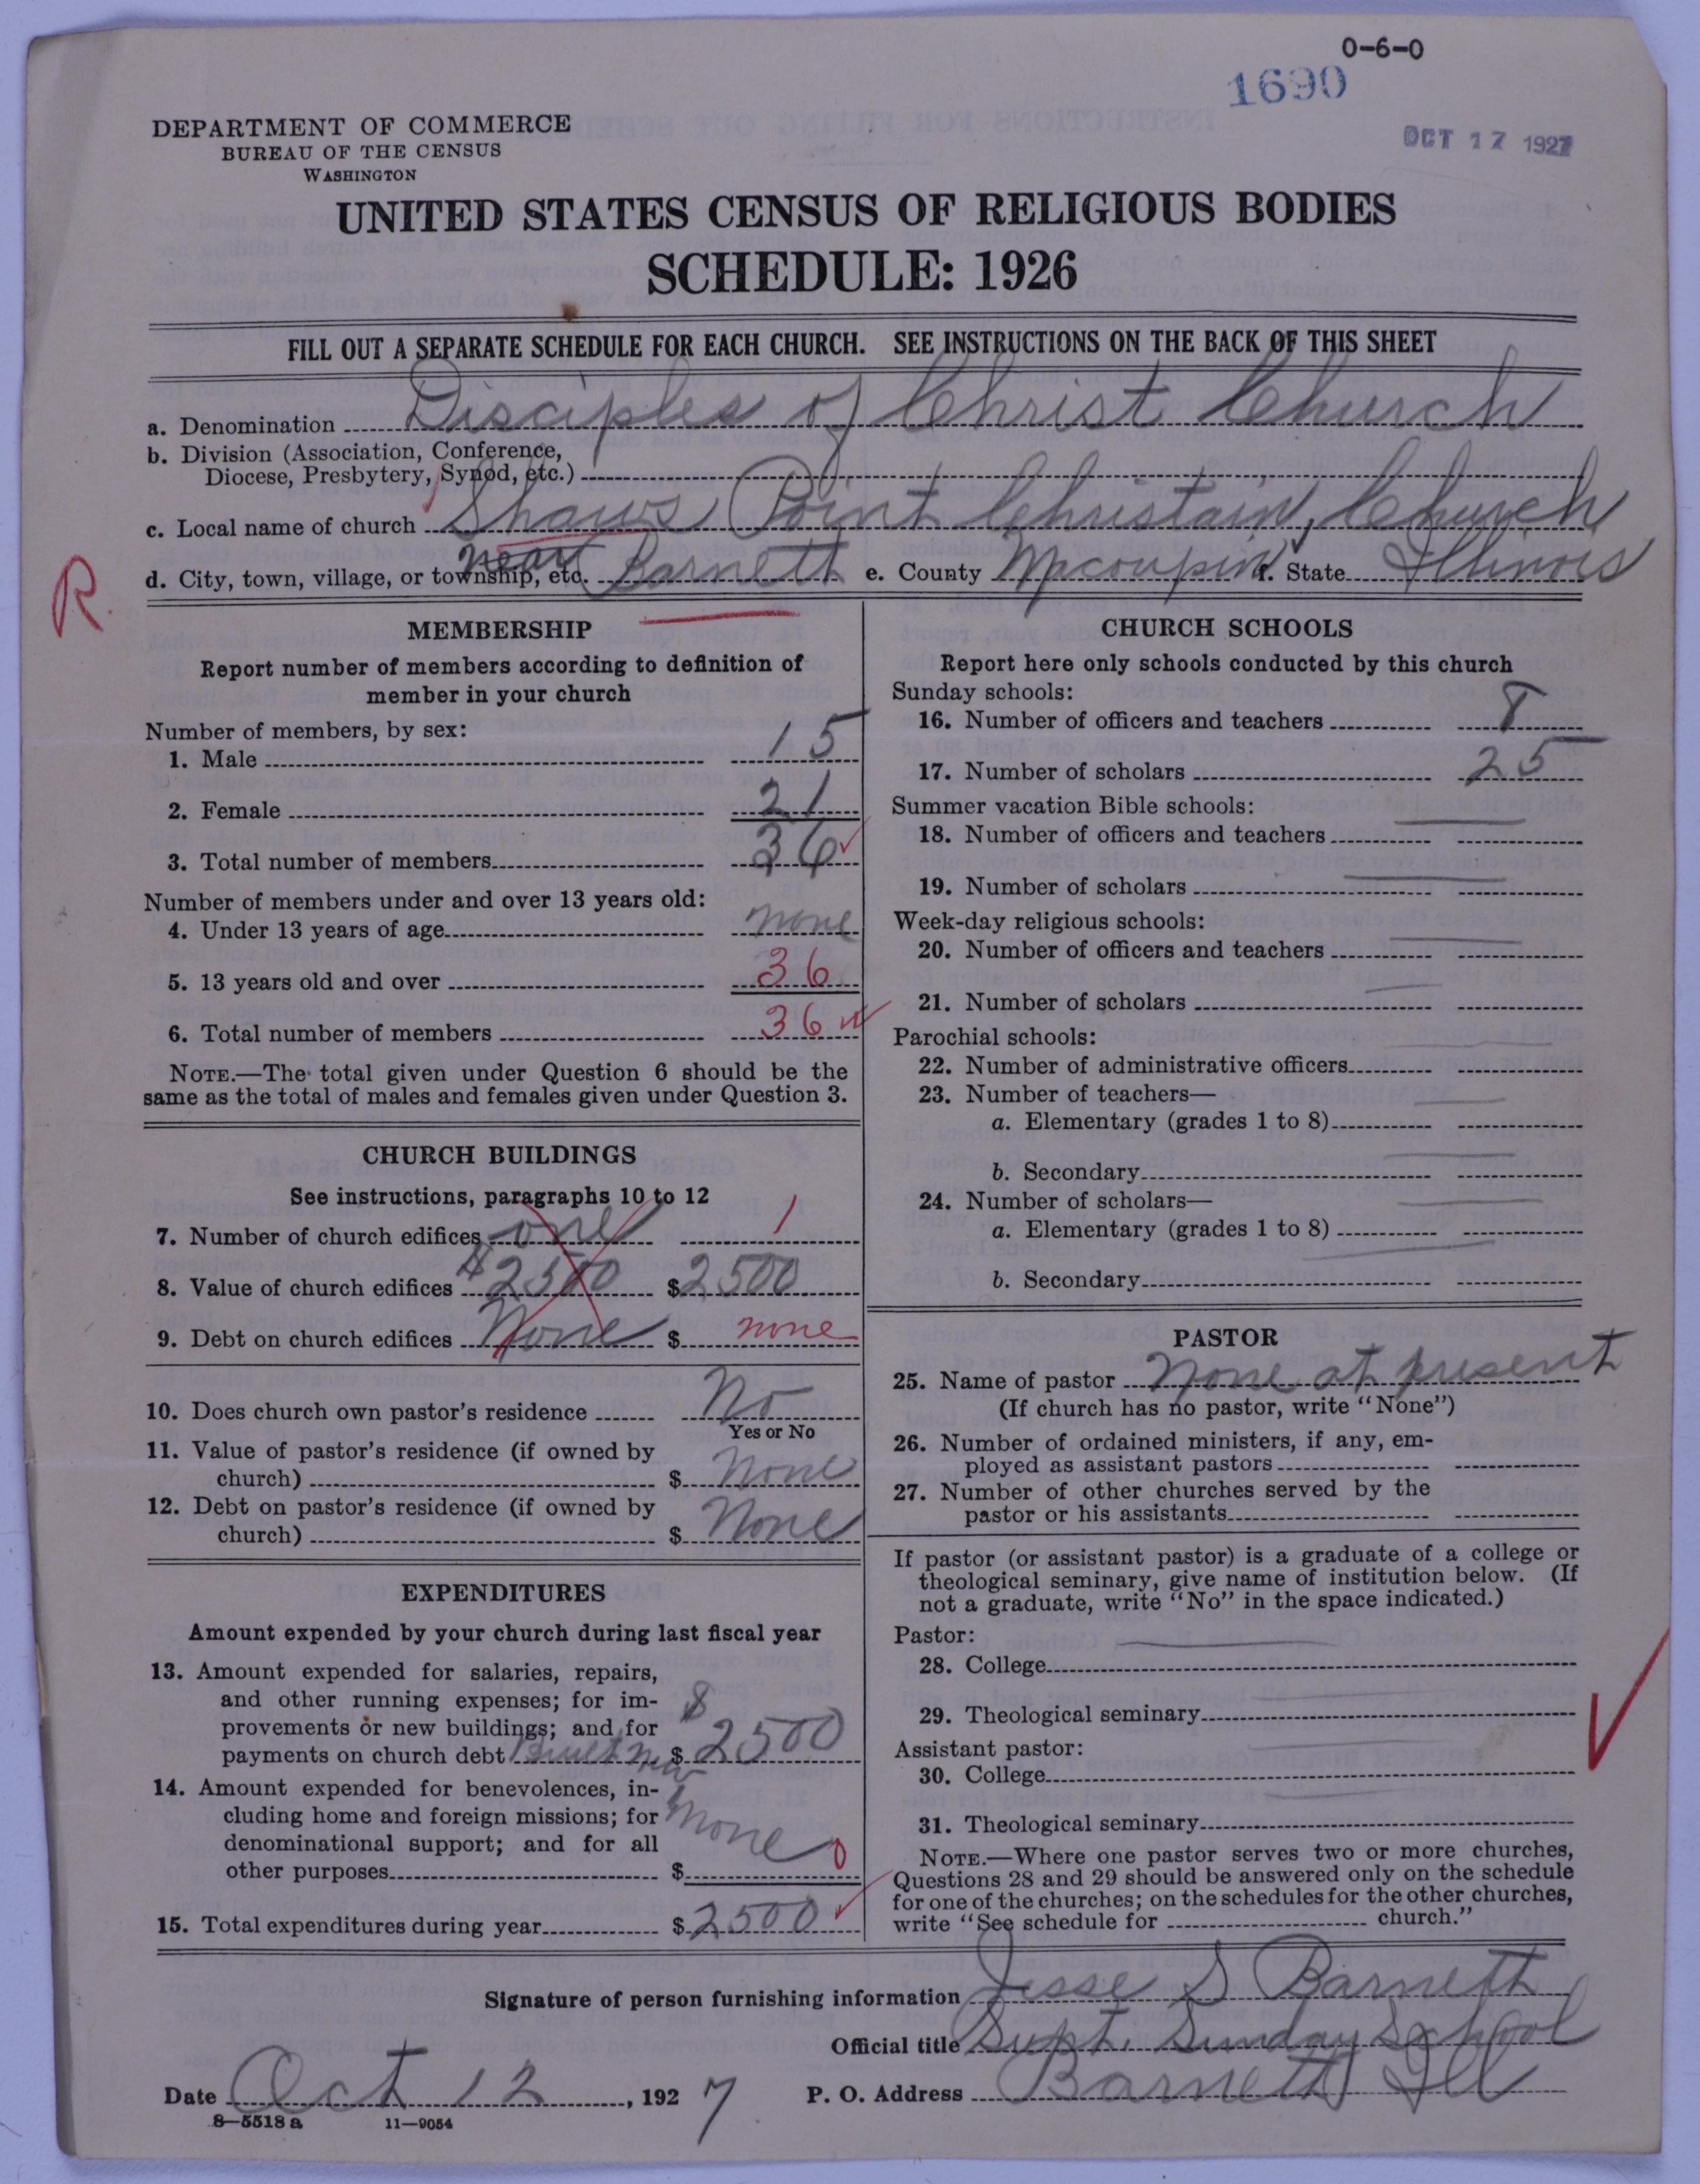 0-6-0
1690
OCT 17 1927
DEPARTMENT OF COMMERCE
BUREAU OF THE CENSUS
WASHINGTON
UNITED STATES CENSUS OF RELIGIOUS BODIES
SCHEDULE: 1926
FILL OUT A SEPARATE SCHEDULE FOR EACH CHURCH. SEE INSTRUCTIONS ON THE BACK OF THIS SHEET
a. Denomination Disciples of Christ Church
b. Division (Association, Conference,
Diocese, Presbytery, Synod, etc.)
c. Local name of church Shaws Point Christain Church
d. City, town, village, or township, etc. near Barnett e. County Mpcoupin f. State Illinois
R.
MEMBERSHIP
Report number of members according to definition of
member in your church
Number of members, by sex:
1. Male 15
2. Female 21
3. Total number of members 36
Number of members under and over 13 years old:
4. Under 13 years of age none
5. 13 years old and over 36
6. Total number of members 36
NOTE.—The total given under Question 6 should be the
same as the total of males and females given under Question 3.
CHURCH BUILDINGS
See instructions, paragraphs 10 to 12
7. Number of church edifices one 1
8. Value of church edifices $2500 $2500
9. Debt on church edifices None $ none
10. Does church own pastor's residence No
Yes or No
11. Value of pastor's residence (if owned by
church) $ None
12. Debt on pastor's residence (if owned by
church) $ None
EXPENDITURES
Amount expended by your church during last fiscal year
13. Amount expended for salaries, repairs,
and other running expenses; for im-
provements or new buildings; and for $
payments on church debt Built new $2500
14. Amount expended for benevolences, in-
cluding home and foreign missions; for
denominational support; and for all None 0
other purposes $
15. Total expenditures during year $2500
CHURCH SCHOOLS
Report here only schools conducted by this church
Sunday schools:
16. Number of officers and teachers 8
17. Number of scholars 25
Summer vacation Bible schools:
18. Number of officers and teachers
19. Number of scholars
Week-day religious schools:
20. Number of officers and teachers
21. Number of scholars
Parochial schools:
22. Number of administrative officers
23. Number of teachers—
a. Elementary (grades 1 to 8)
b. Secondary
24. Number of scholars—
a. Elementary (grades 1 to 8)
b. Secondary
PASTOR
25. Name of pastor None at present
(If church has no pastor, write "None")
26. Number of ordained ministers, if any, em-
ployed as assistant pastors
27. Number of other churches served by the
pastor or his assistants
If pastor (or assistant pastor) is a graduate of a college or
theological seminary, give name of institution below. (If
not a graduate, write "No" in the space indicated.)
Pastor:
28. College
29. Theological seminary
Assistant pastor:
30. College
31. Theological seminary
NOTE.—Where one pastor serves two or more churches,
Questions 28 and 29 should be answered only on the schedule
for one of the churches; on the schedules for the other churches,
write "See schedule for church."
Signature of person furnishing information Jesse S Barnett
Official title Supt. Sunday School
Date Oct 12, 1927 P. O. Address Barnett Ill
8—5518 a 11—9054